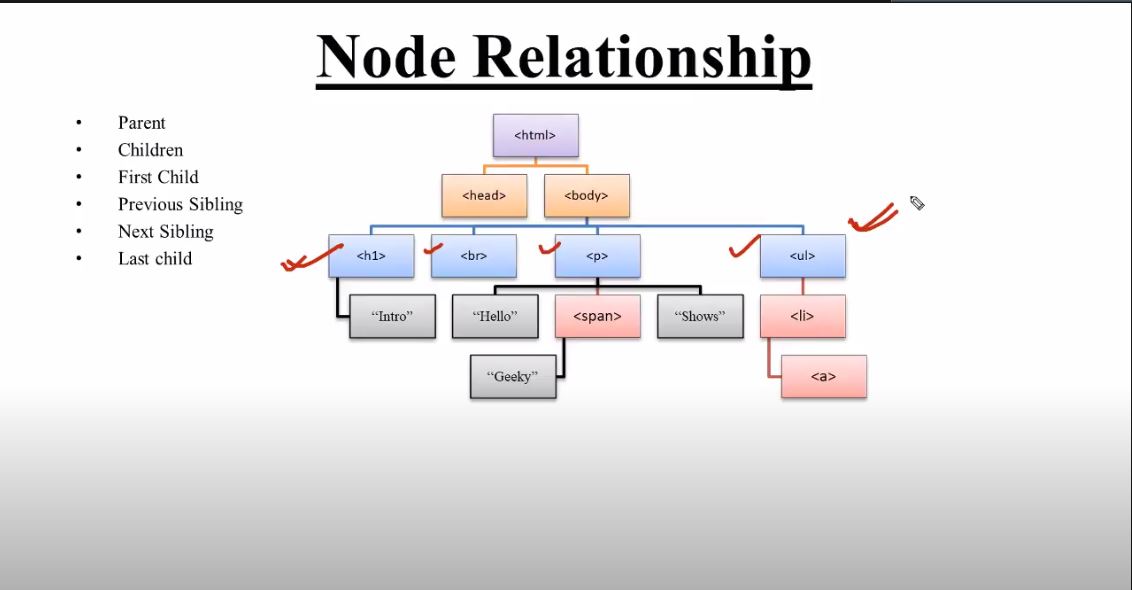 Node Relationship
• Parent
• Children
• First Child
• Previous Sibling
• Next Sibling
• Last child
<html>
<head> <body>
<h1> <br> <p> <ul>
“Intro” “Hello” <span> “Shows” <li>
“Geeky” <a>